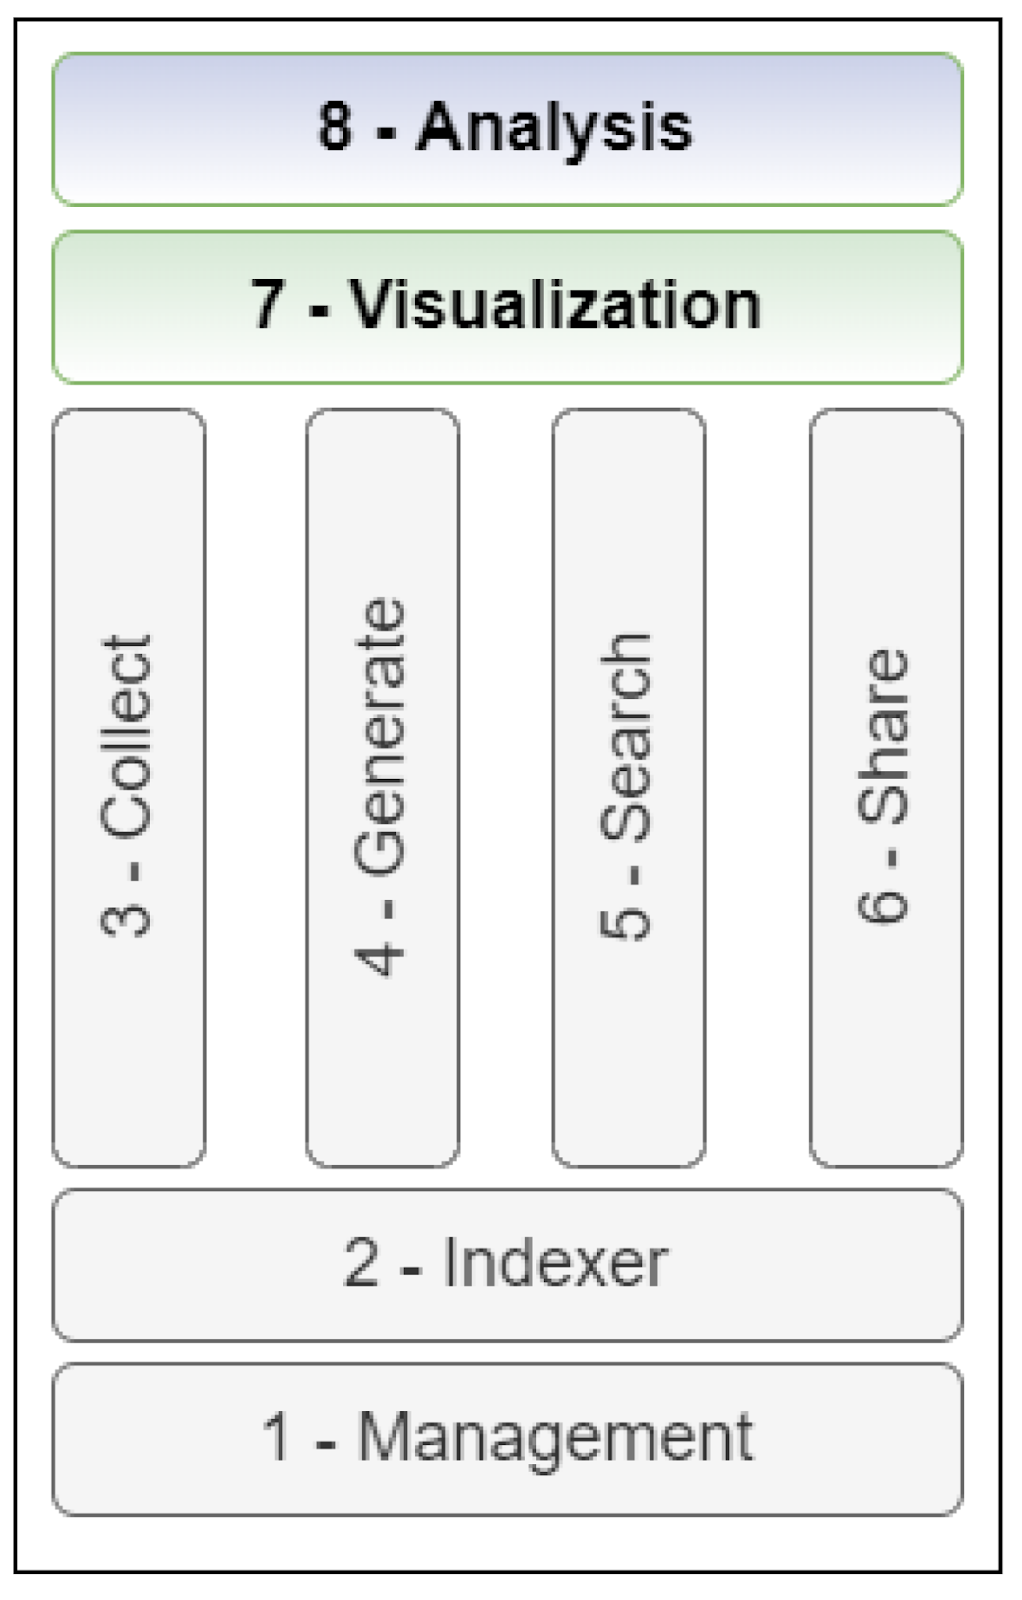 8 - Analysis
7 - Visualization
3 - Collect
4 - Generate
5 - Search
6 - Share
2 - Indexer
1 - Management